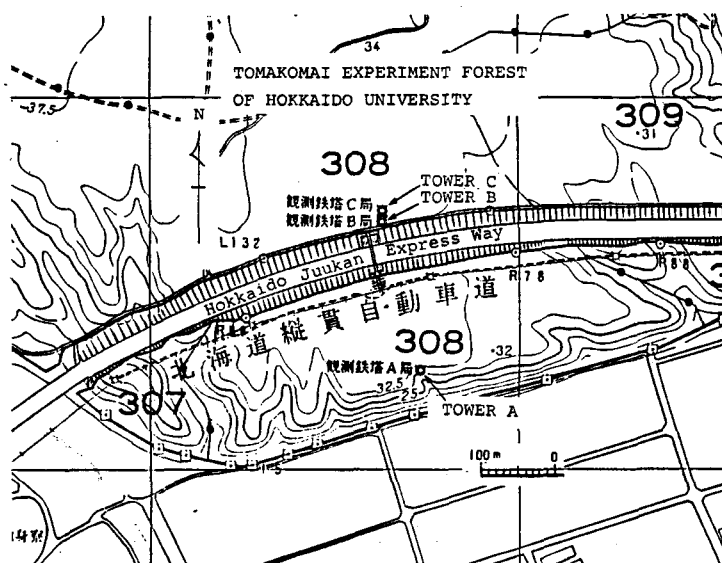 34
TOMAKOMAI EXPERIMENT FOREST
OF HOKKAIDO UNIVERSITY
-37.5
N
309
•31
308
観測鉄塔C局
TOWER C
観測鉄塔B局
TOWER B
L132
Hokkaido Juukan Express Way
R78
R88
北海道縦貫自動車道
308
•32
観測鉄塔A局
32.5
25
307
TOWER A
100m 0
15